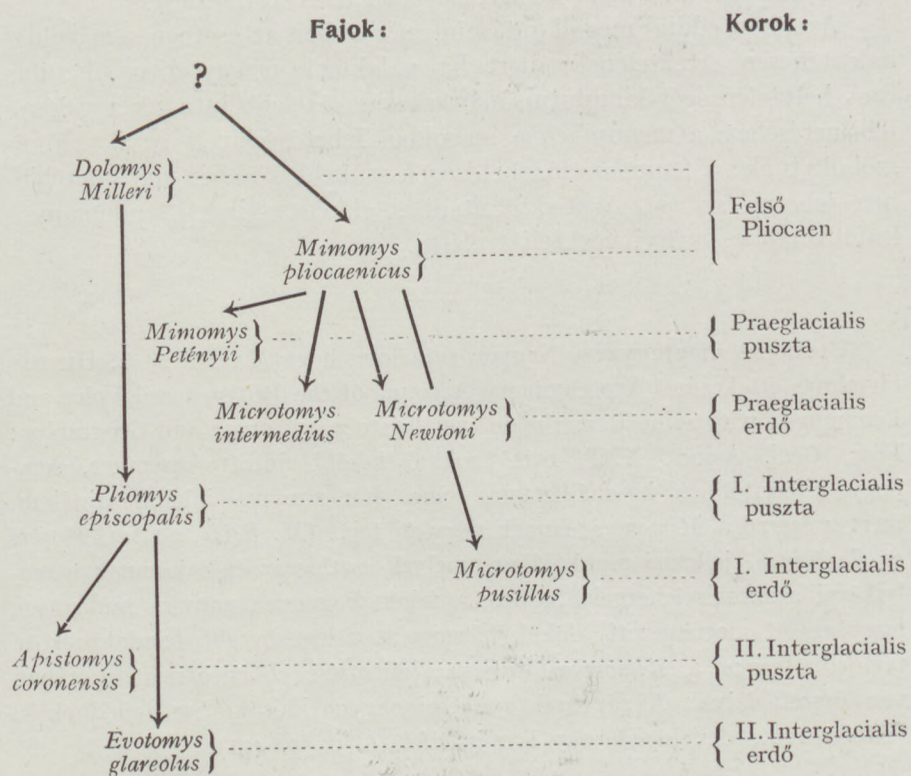 Fajok: Korok:
?
Dolomys
Milleri
Felső
Pliocaen
Mimomys
pliocaenicus
Mimomys
Petényii
Praeglacialis
puszta
Microtomys
intermedius
Microtomys
Newtoni
Praeglacialis
erdő
Pliomys
episcopalis
I. Interglacialis
puszta
Microtomys
pusillus
I. Interglacialis
erdő
Apistomys
coronensis
II. Interglacialis
puszta
Evotomys
glareolus
II. Interglacialis
erdő